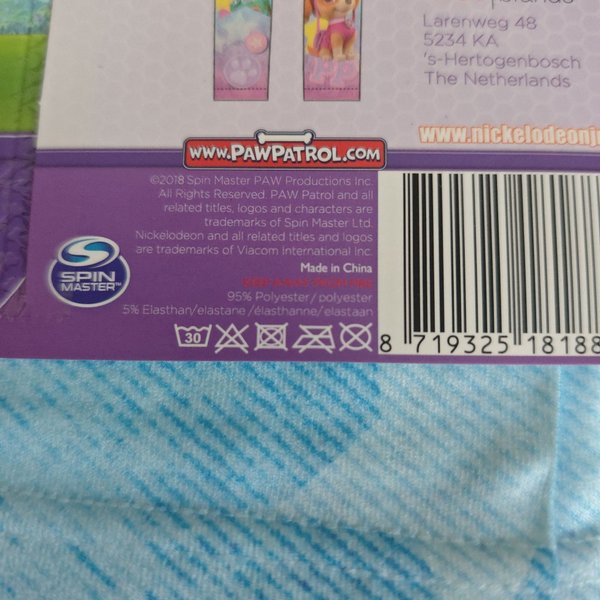 brands
Larenweg 48
5234 KA
's-Hertogenbosch
The Netherlands
www.nickelodeonj
www.PAWPATROL.COM
©2018 Spin Master PAW Productions Inc.
All Rights Reserved. PAW Patrol and all
related titles, logos and characters are
trademarks of Spin Master Ltd.
Nickelodeon and all related titles and logos
are trademarks of Viacom International Inc.
Made in China
95% Polyester / polyester
5% Elasthan/elastane /élasthanne/elastaan
SPIN
MASTER™
30
8 719325 18188